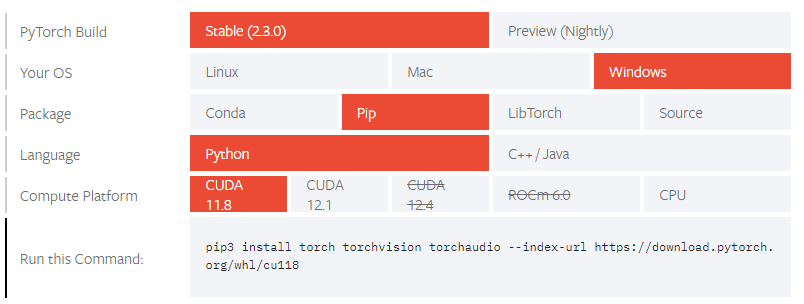 PyTorch Build
Stable (2.3.0)
Preview (Nightly)
Your OS
Linux
Mac
Windows
Package
Conda
Pip
LibTorch
Source
Language
Python
C++ / Java
Compute Platform
CUDA
11.8
CUDA
12.1
CUDA
12.4
ROCm 6.0
CPU
Run this Command:
pip3 install torch torchvision torchaudio --index-url https://download.pytorch.
org/whl/cu118